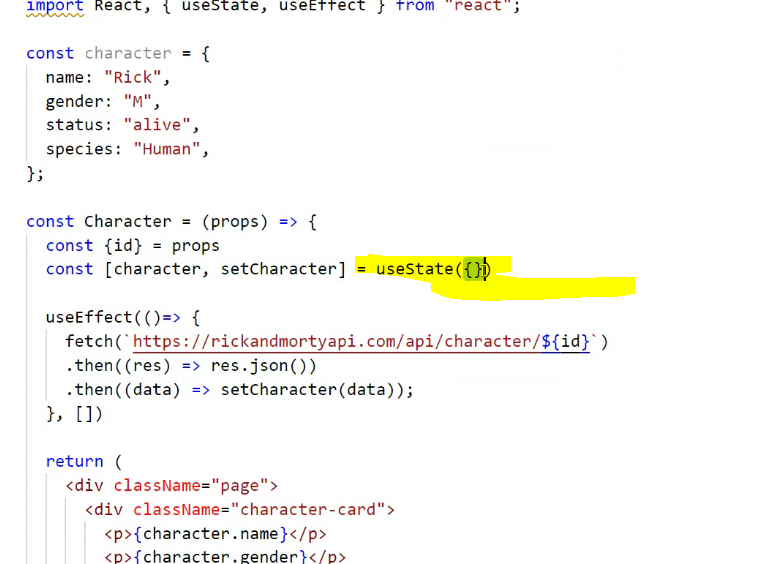 import React, { useState, useEffect } from "react";
const character = {
name: "Rick",
gender: "M",
status: "alive",
species: "Human",
};
const Character = (props) => {
const {id} = props
const [character, setCharacter] = useState({})
useEffect(()=> {
fetch(`https://rickandmortyapi.com/api/character/${id}`)
.then((res) => res.json())
.then((data) => setCharacter(data));
}, [])
return (
<div className="page">
<div className="character-card">
<p>{character.name}</p>
<p>{character.gender}</p>